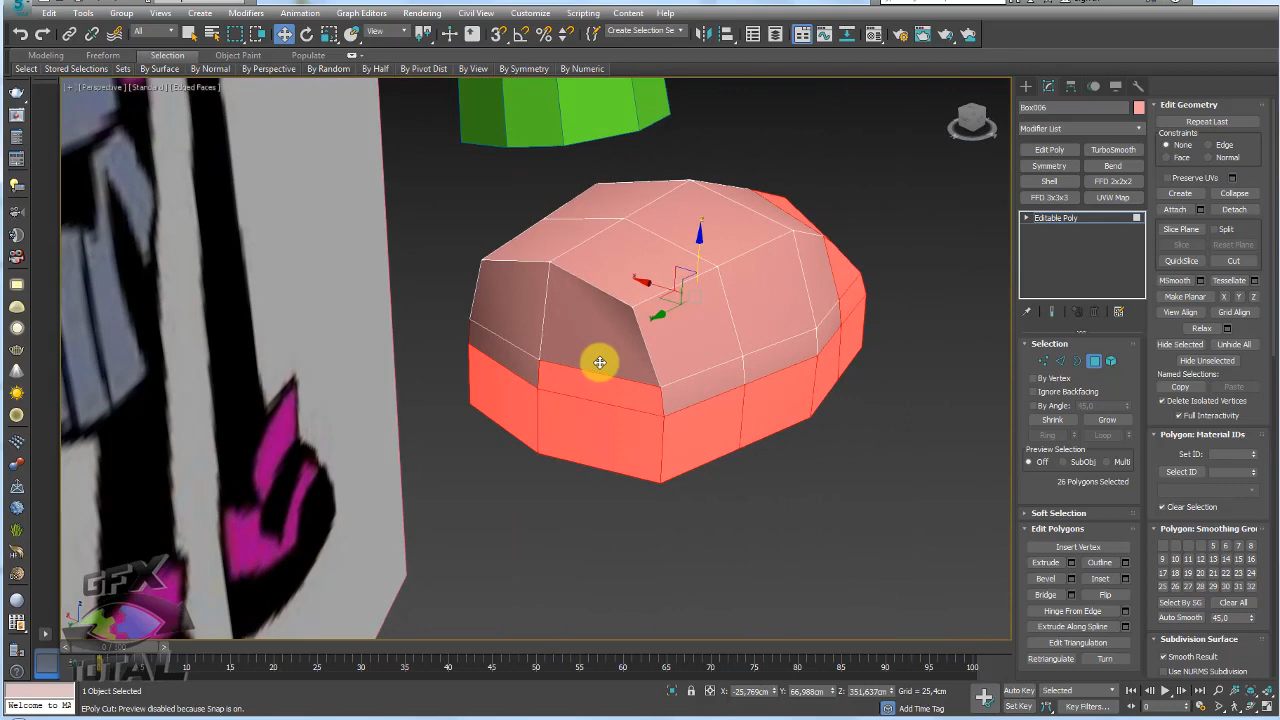 Edit Tools Group Views Create Modifiers Animation Graph Editors Rendering Civil View Customize Scripting Content Help
All View Create Selection Se
Modeling Freeform Selection Object Paint Populate
Select Stored Selections Sets By Surface By Normal By Perspective By Random By Half By Pivot Dist By View By Symmetry By Numeric
[ + ] [ Perspective ] [ Standard ] [ Edged Faces ]
Box006
Modifier List
Edit Poly TurboSmooth
Symmetry Bend
Shell FFD 2x2x2
FFD 3x3x3 UVW Map
Editable Poly
Selection
By Vertex
Ignore Backfacing
By Angle: 45,0
Shrink Grow
Ring Loop
Preview Selection
Off SubObj Multi
26 Polygons Selected
Soft Selection
Edit Polygons
Insert Vertex
Extrude Outline
Bevel Inset
Bridge Flip
Hinge From Edge
Extrude Along Spline
Edit Triangulation
Retriangulate Turn
Edit Geometry
Repeat Last
Constraints
None Edge
Face Normal
Preserve UVs
Create Collapse
Attach Detach
Slice Plane Split
Slice Reset Plane
QuickSlice Cut
MSmooth Tessellate
Make Planar X Y Z
View Align Grid Align
Relax
Hide Selected Unhide All
Hide Unselected
Named Selections:
Copy Paste
Delete Isolated Vertices
Full Interactivity
Polygon: Material IDs
Set ID:
Select ID
Clear Selection
Polygon: Smoothing Gro
5 6 7 8
9 10 11 12 13 14 15 16
17 18 19 20 21 22 23 24
25 26 27 28 29 30 31 32
Select By SG Clear All
Auto Smooth 45,0
Subdivision Surface
Smooth Result
Use NURMS Subdivision
GFX
TOTAL
0 / 100
15 20 25 30 35 40 45 50 55 60 65 70 75 80 85 90 95 100
1 Object Selected
Welcome to MA
EPoly Cut: Preview disabled because Snap is on.
X: -25,769cm Y: 66,988cm Z: 351,637cm Grid = 25,4cm
Add Time Tag
Auto Key Selected
Set Key Key Filters...
0